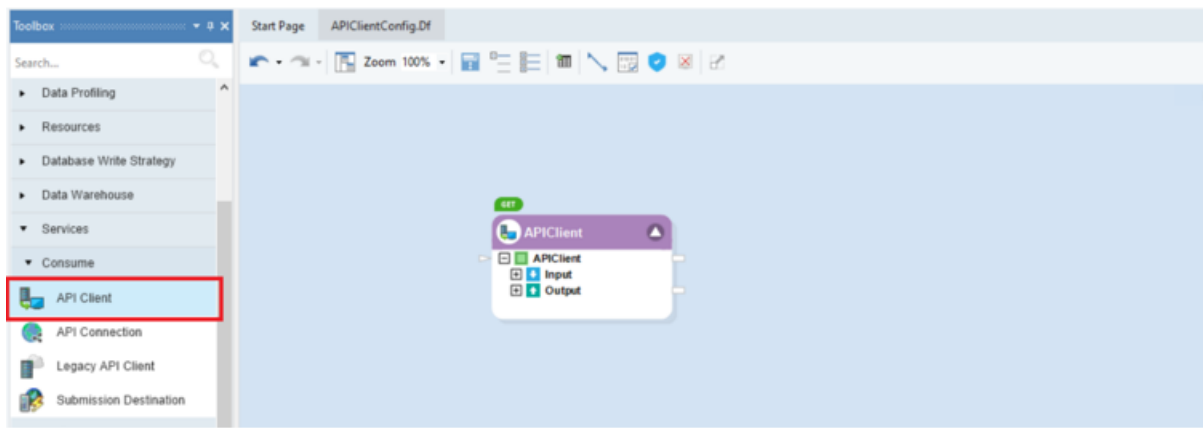 Toolbox
Start Page
APIClientConfig.Df
Search...
Zoom 100%
Data Profiling
Resources
Database Write Strategy
Data Warehouse
Services
Consume
API Client
API Connection
Legacy API Client
Submission Destination
GET
APIClient
APIClient
Input
Output